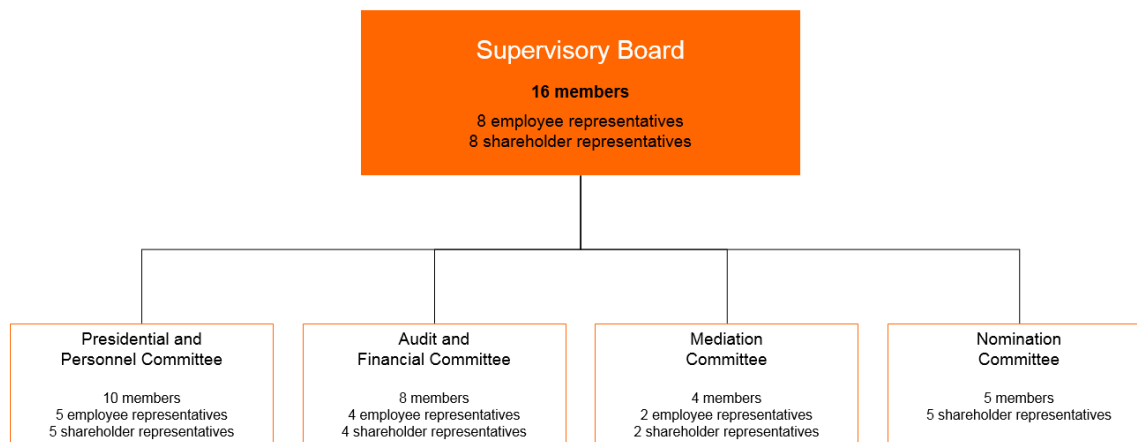 Supervisory Board
16 members
8 employee representatives
8 shareholder representatives
Presidential and
Personnel Committee
10 members
5 employee representatives
5 shareholder representatives
Audit and
Financial Committee
8 members
4 employee representatives
4 shareholder representatives
Mediation
Committee
4 members
2 employee representatives
2 shareholder representatives
Nomination
Committee
5 members
5 shareholder representatives